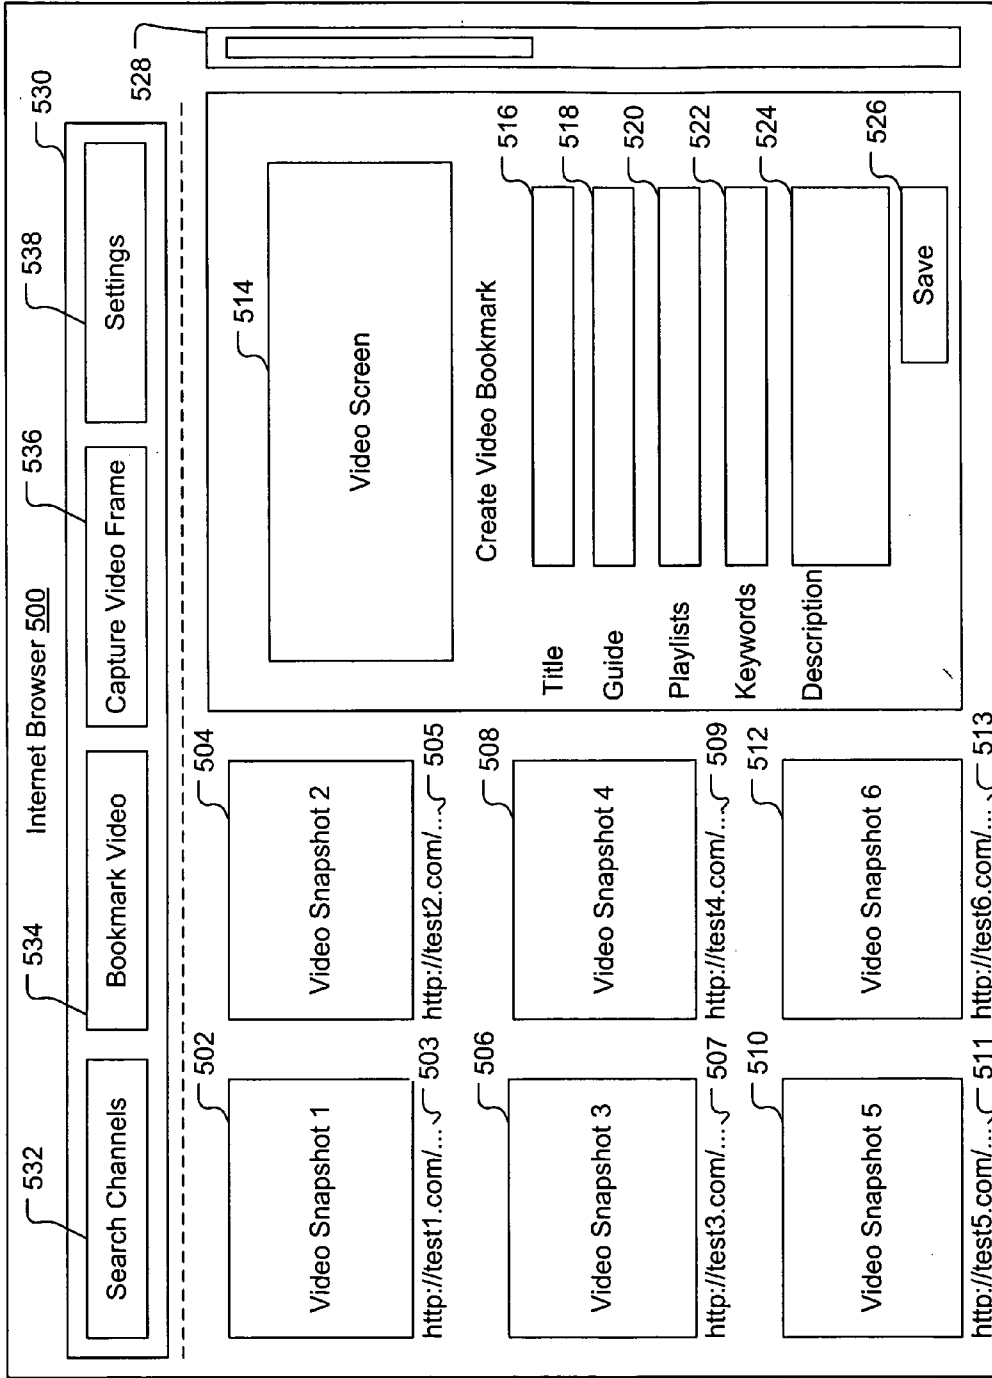 Internet Browser 500
530
532
534
536
538
Search Channels
Bookmark Video
Capture Video Frame
Settings
528
502
504
Video Snapshot 1
Video Snapshot 2
http://test1.com/... 503
http://test2.com/... 505
506
508
Video Snapshot 3
Video Snapshot 4
http://test3.com/... 507
http://test4.com/... 509
510
512
Video Snapshot 5
Video Snapshot 6
http://test5.com/... 511
http://test6.com/... 513
514
Video Screen
Create Video Bookmark
Title 516
Guide 518
Playlists 520
Keywords 522
Description 524
Save 526